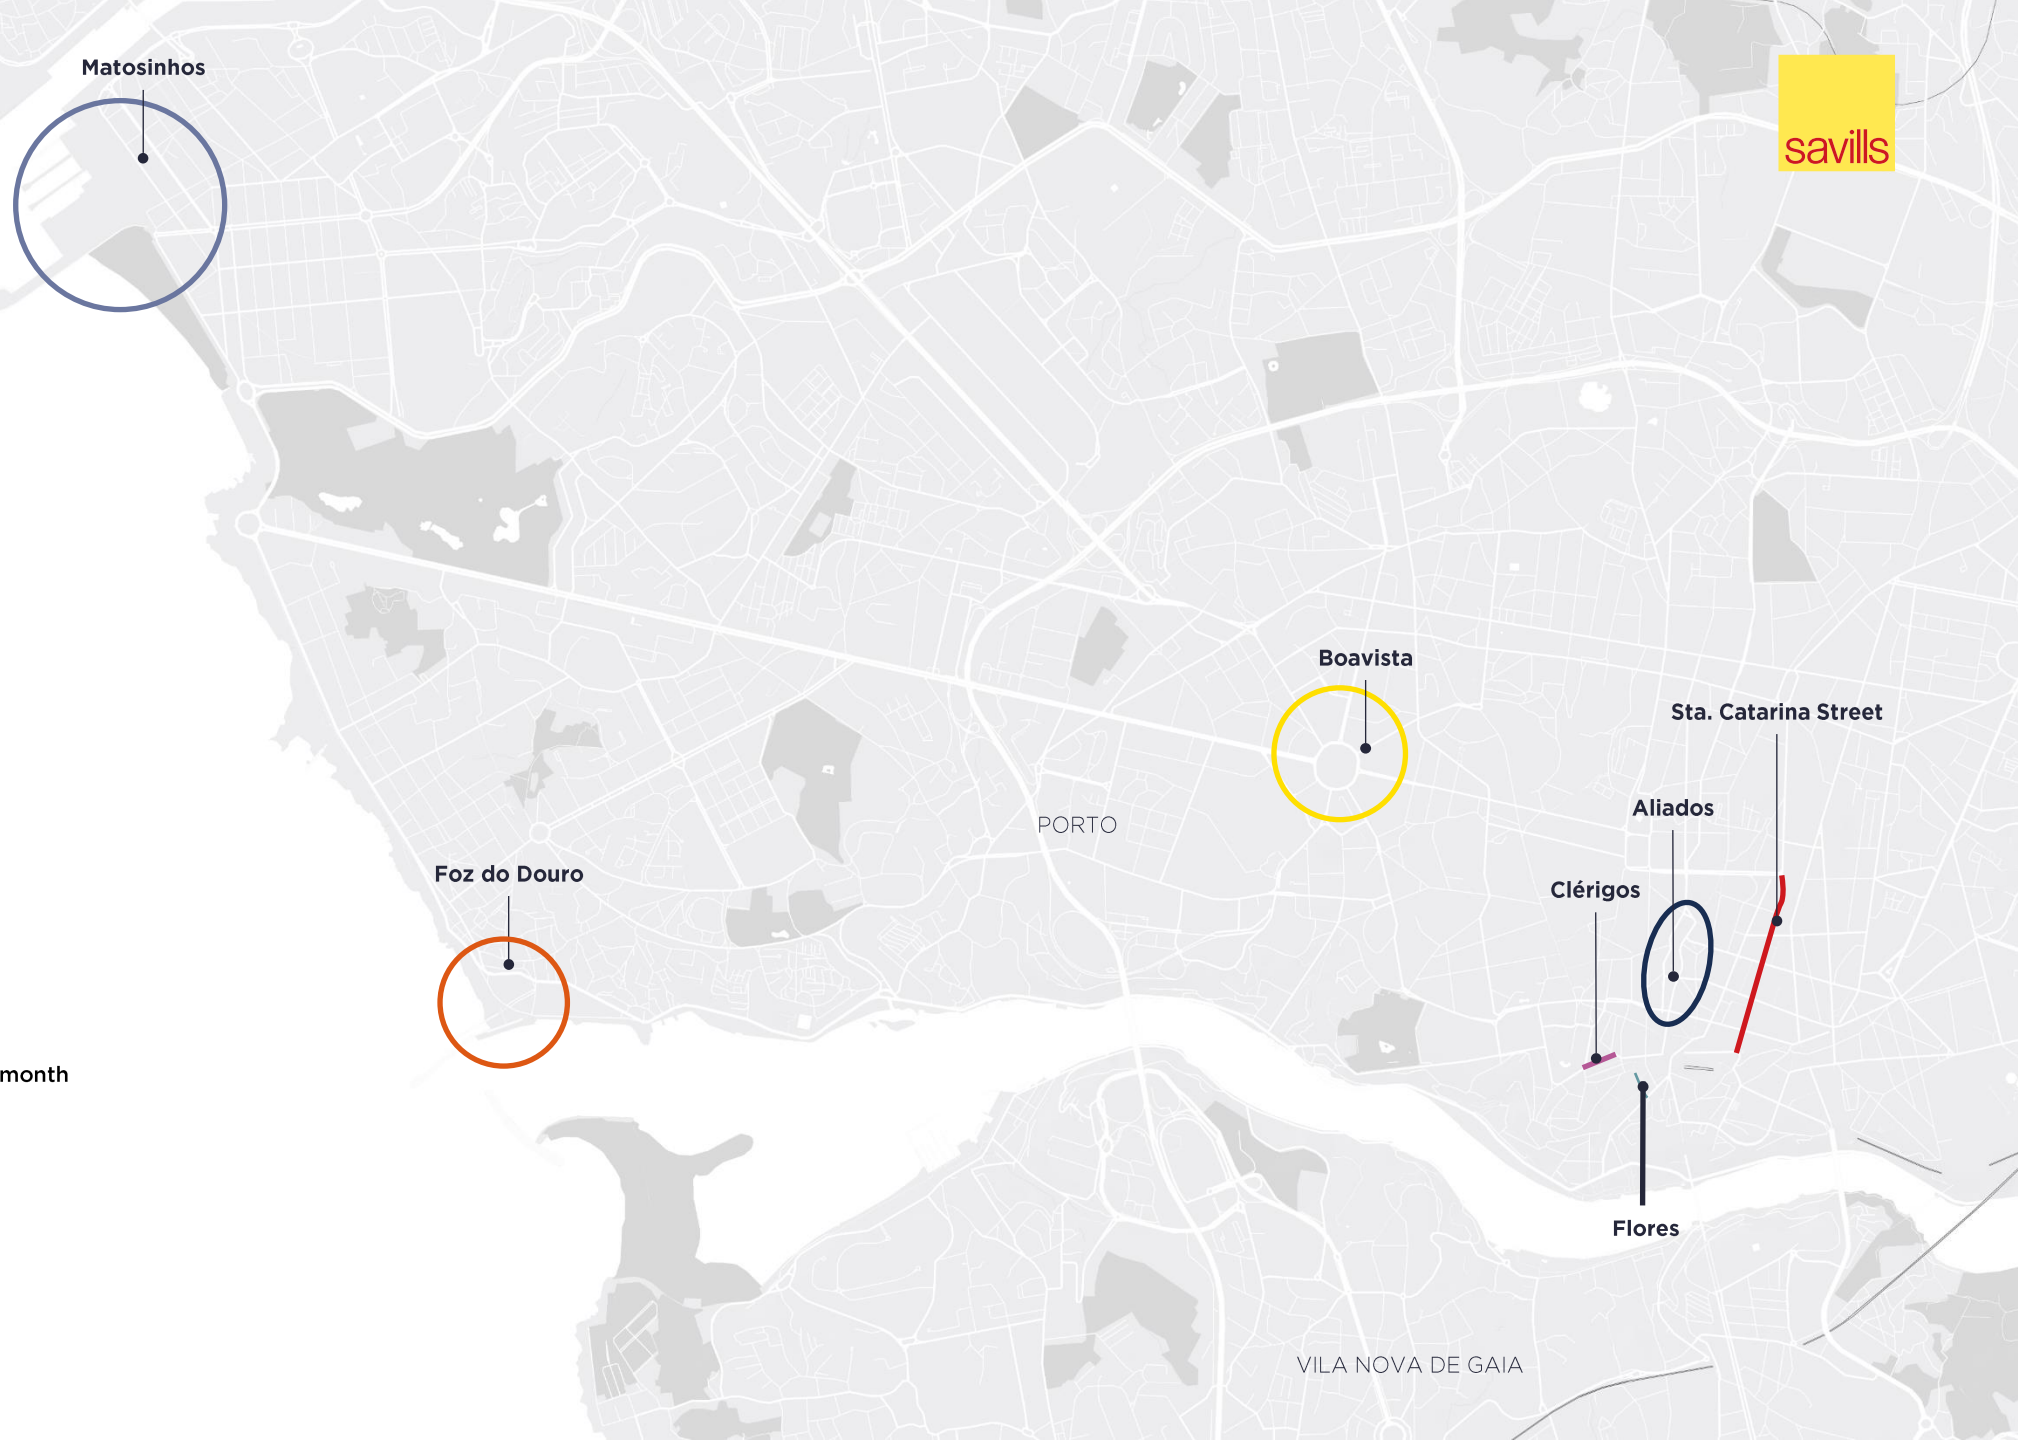 Matosinhos
savills
Boavista
Sta. Catarina Street
Aliados
PORTO
Foz do Douro
Clérigos
month
Flores
VILA NOVA DE GAIA